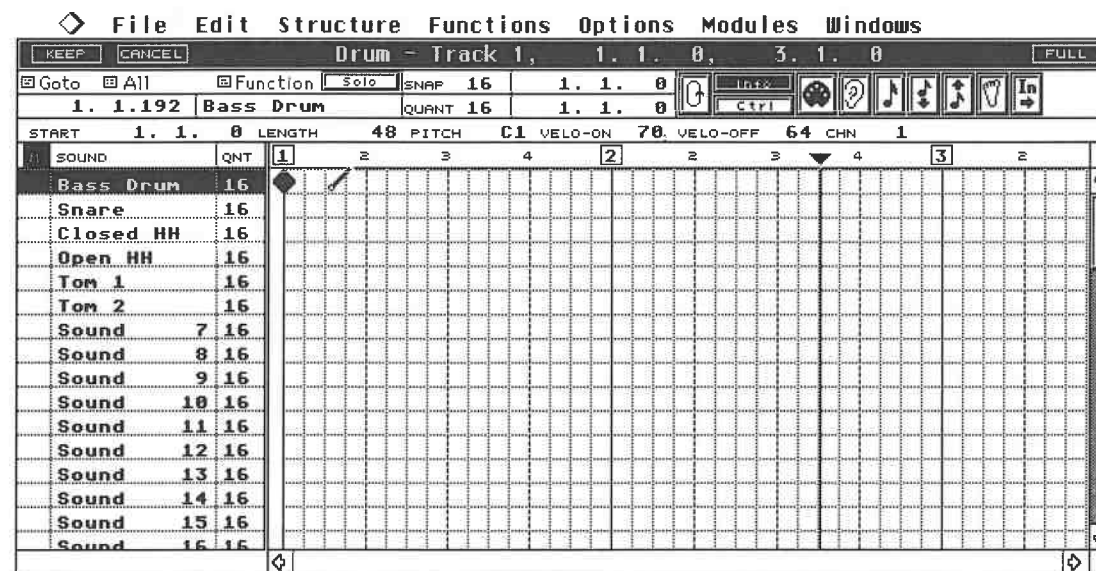 File Edit Structure Functions Options Modules Windows
KEEP CANCEL Drum - Track 1, 1. 1. 0, 3. 1. 0 FULL
Goto All Function Solo SNAP 16 1. 1. 0 Info In
1. 1.192 Bass Drum QUANT 16 1. 1. 0 Ctrl
START 1. 1. 0 LENGTH 48 PITCH C1 VELO-ON 70. VELO-OFF 64 CHN 1
SOUND QNT 1 2 3 4 2 2 3 4 3 2
Bass Drum 16
Snare 16
Closed HH 16
Open HH 16
Tom 1 16
Tom 2 16
Sound 7 16
Sound 8 16
Sound 9 16
Sound 10 16
Sound 11 16
Sound 12 16
Sound 13 16
Sound 14 16
Sound 15 16
Sound 16 16